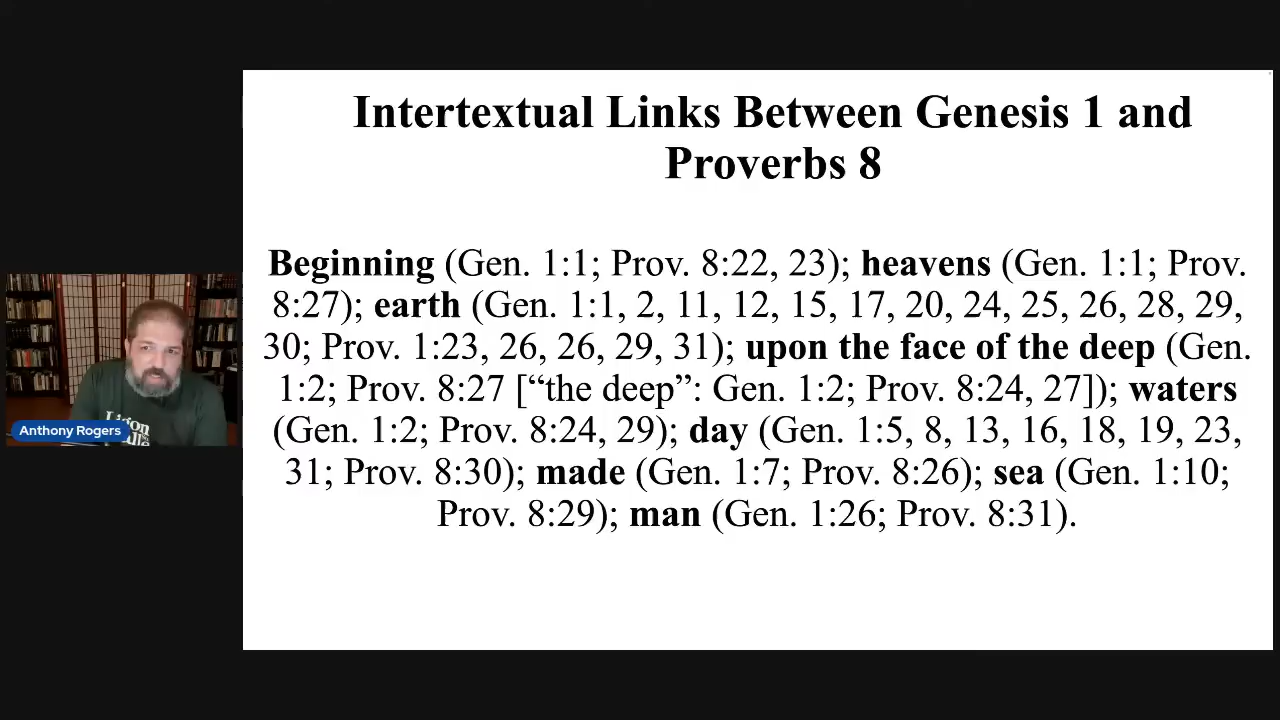 Intertextual Links Between Genesis 1 and
Proverbs 8
Beginning (Gen. 1:1; Prov. 8:22, 23); heavens (Gen. 1:1; Prov.
8:27); earth (Gen. 1:1, 2, 11, 12, 15, 17, 20, 24, 25, 26, 28, 29,
30; Prov. 1:23, 26, 26, 29, 31); upon the face of the deep (Gen.
1:2; Prov. 8:27 [“the deep”: Gen. 1:2; Prov. 8:24, 27]); waters
(Gen. 1:2; Prov. 8:24, 29); day (Gen. 1:5, 8, 13, 16, 18, 19, 23,
31; Prov. 8:30); made (Gen. 1:7; Prov. 8:26); sea (Gen. 1:10;
Prov. 8:29); man (Gen. 1:26; Prov. 8:31).
Anthony Rogers